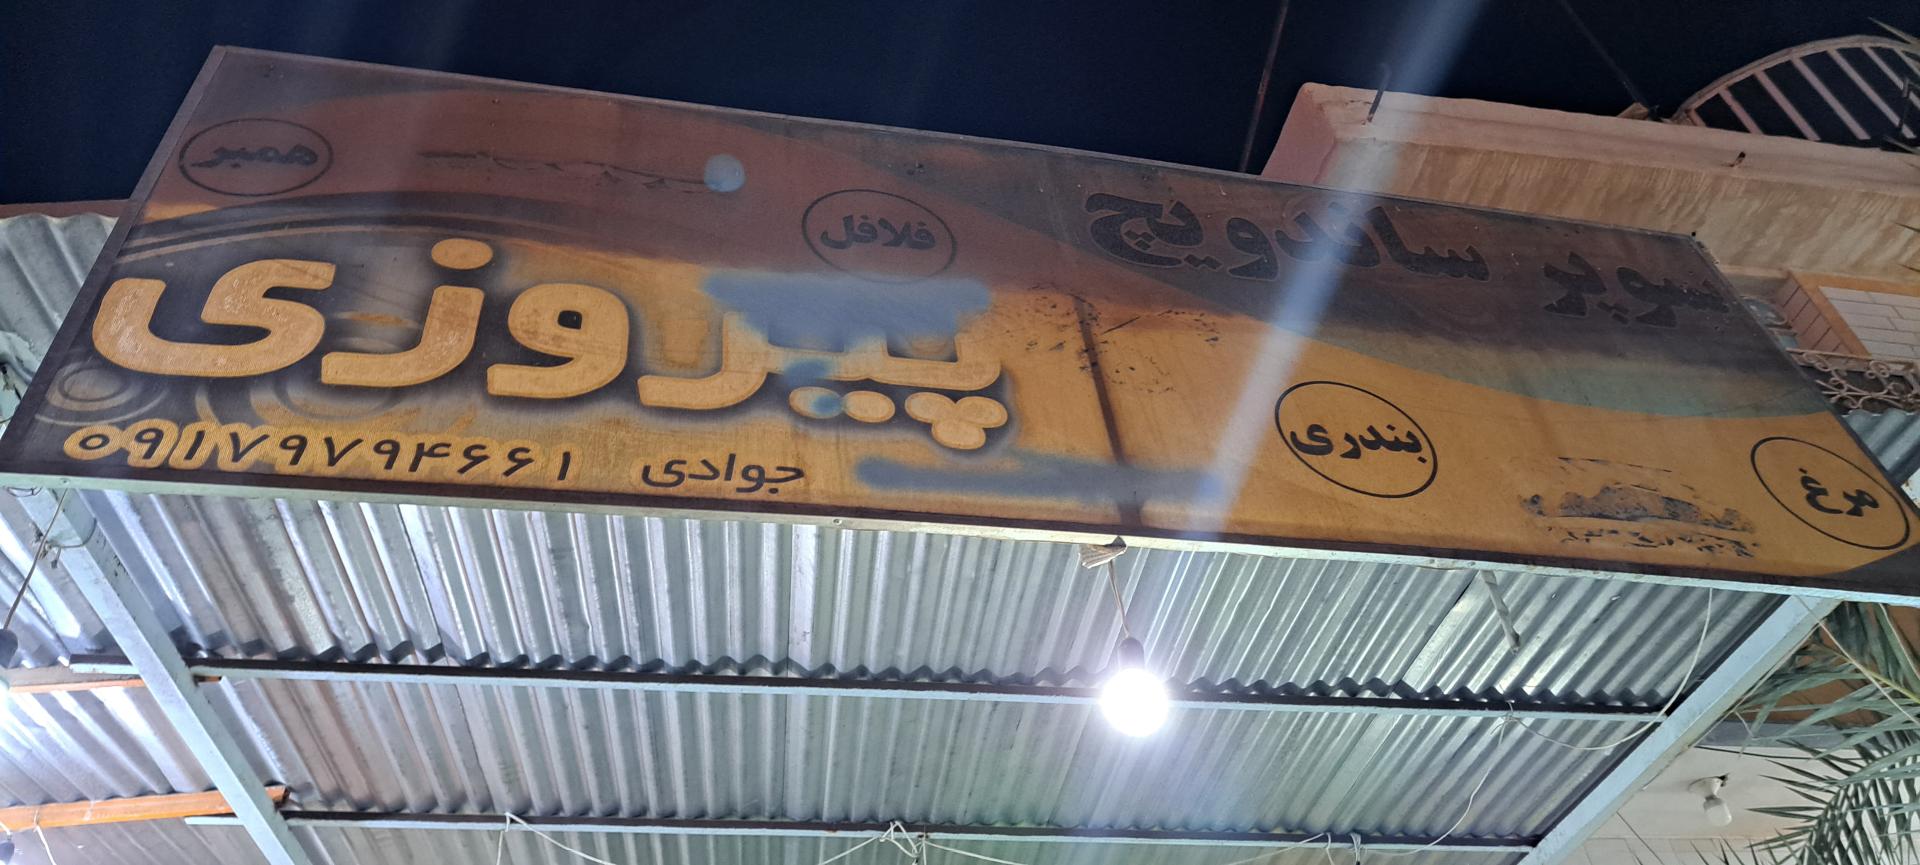 سوپر ساندویچ
همبر
فلافل
پیروزی
بندری
مرغ
جوادی
۰۹۱۷۹۷۹۴۶۶۱